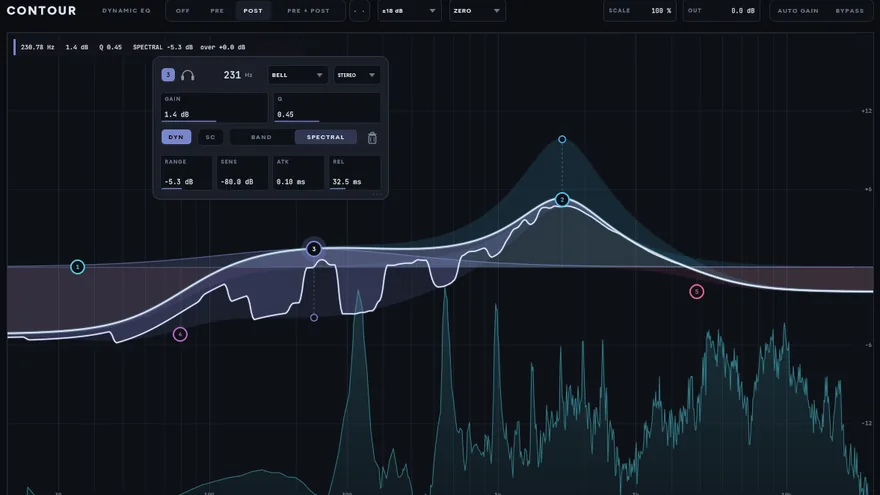 CONTOUR DYNAMIC EQ OFF PRE POST PRE + POST ±18 dB ZERO SCALE 100 % OUT 0.0 dB AUTO GAIN BYPASS
230.78 Hz 1.4 dB Q 0.45 SPECTRAL -5.3 dB over +0.0 dB
3 231 Hz BELL STEREO
GAIN Q
1.4 dB 0.45
DYN SC BAND SPECTRAL
RANGE SENS ATK REL
-5.3 dB -80.0 dB 0.10 ms 32.5 ms
+12
+6
2
3
1
5
4
-6
-12